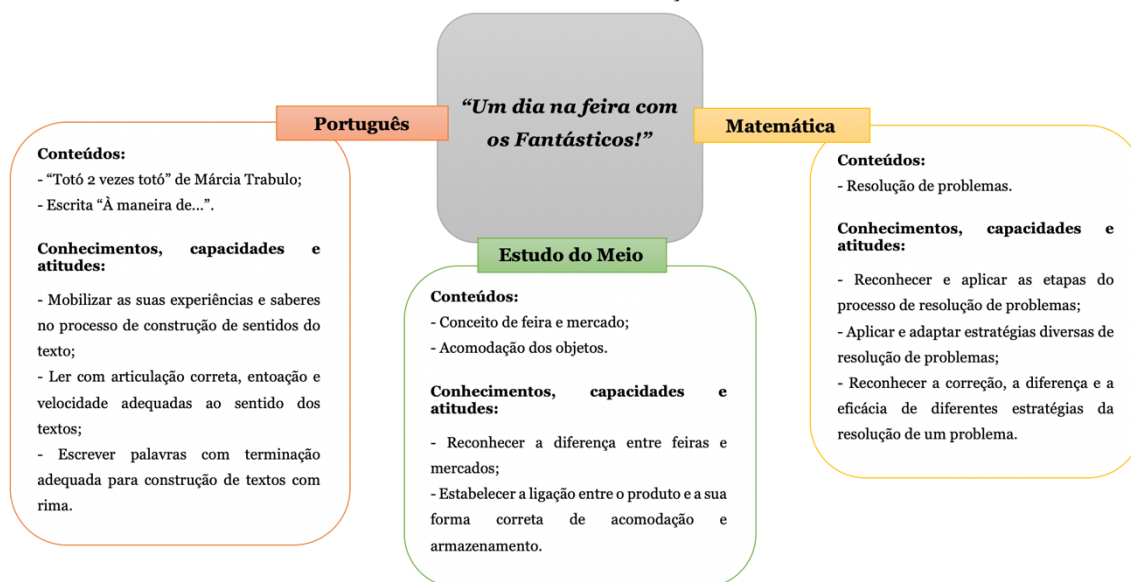 “Um dia na feira com
os Fantásticos!”
Português
Conteúdos:
- “Totó 2 vezes totó” de Márcia Trabulo;
- Escrita “À maneira de...”.
Conhecimentos, capacidades e
atitudes:
- Mobilizar as suas experiências e saberes
no processo de construção de sentidos do
texto;
- Ler com articulação correta, entoação e
velocidade adequadas ao sentido dos
textos;
- Escrever palavras com terminação
adequada para construção de textos com
rima.
Estudo do Meio
Conteúdos:
- Conceito de feira e mercado;
- Acomodação dos objetos.
Conhecimentos, capacidades e
atitudes:
- Reconhecer a diferença entre feiras e
mercados;
- Estabelecer a ligação entre o produto e a sua
forma correta de acomodação e
armazenamento.
Matemática
Conteúdos:
- Resolução de problemas.
Conhecimentos, capacidades e
atitudes:
- Reconhecer e aplicar as etapas do
processo de resolução de problemas;
- Aplicar e adaptar estratégias diversas de
resolução de problemas;
- Reconhecer a correção, a diferença e a
eficácia de diferentes estratégias da
resolução de um problema.